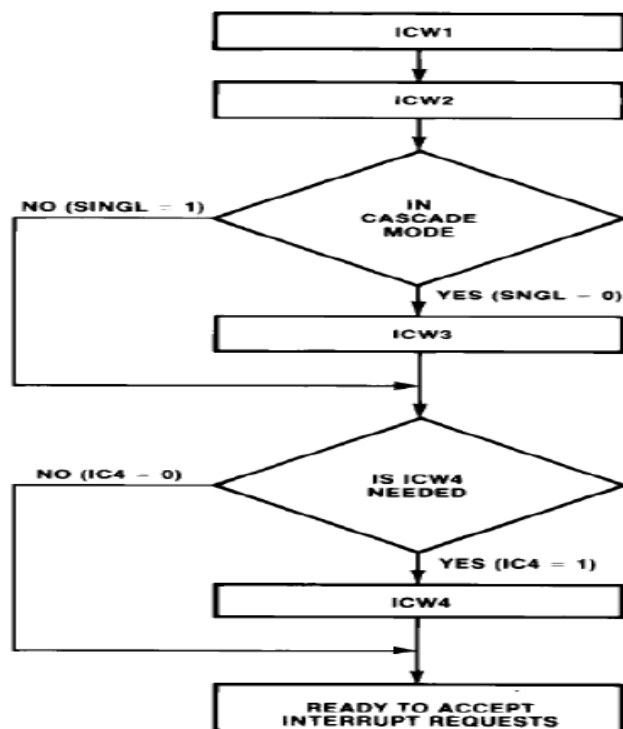 ICW1
ICW2
IN
CASCADE
MODE
NO (SINGL = 1)
YES (SNGL = 0)
ICW3
IS ICW4
NEEDED
NO (IC4 = 0)
YES (IC4 = 1)
ICW4
READY TO ACCEPT
INTERRUPT REQUESTS